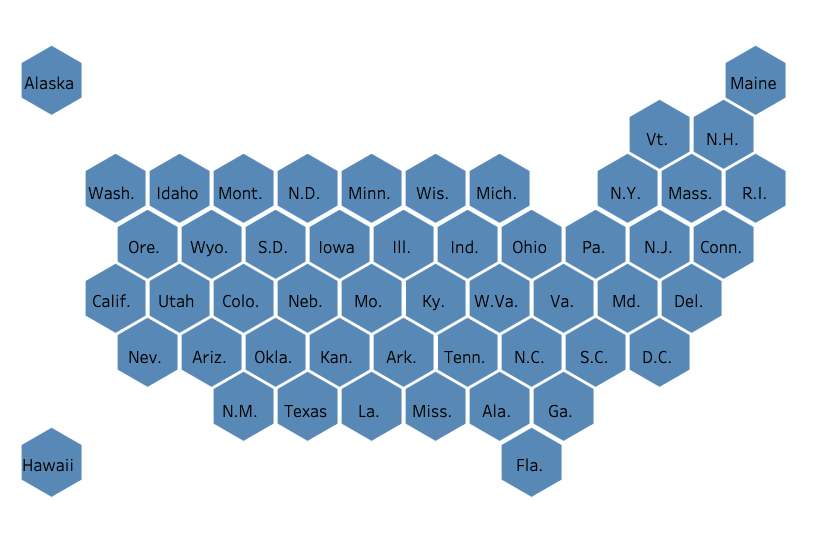 Alaska Maine
Vt. N.H.
Wash. Idaho Mont. N.D. Minn. Wis. Mich. N.Y. Mass. R.I.
Ore. Wyo. S.D. Iowa Ill. Ind. Ohio Pa. N.J. Conn.
Calif. Utah Colo. Neb. Mo. Ky. W.Va. Va. Md. Del.
Nev. Ariz. Okla. Kan. Ark. Tenn. N.C. S.C. D.C.
N.M. Texas La. Miss. Ala. Ga.
Hawaii Fla.